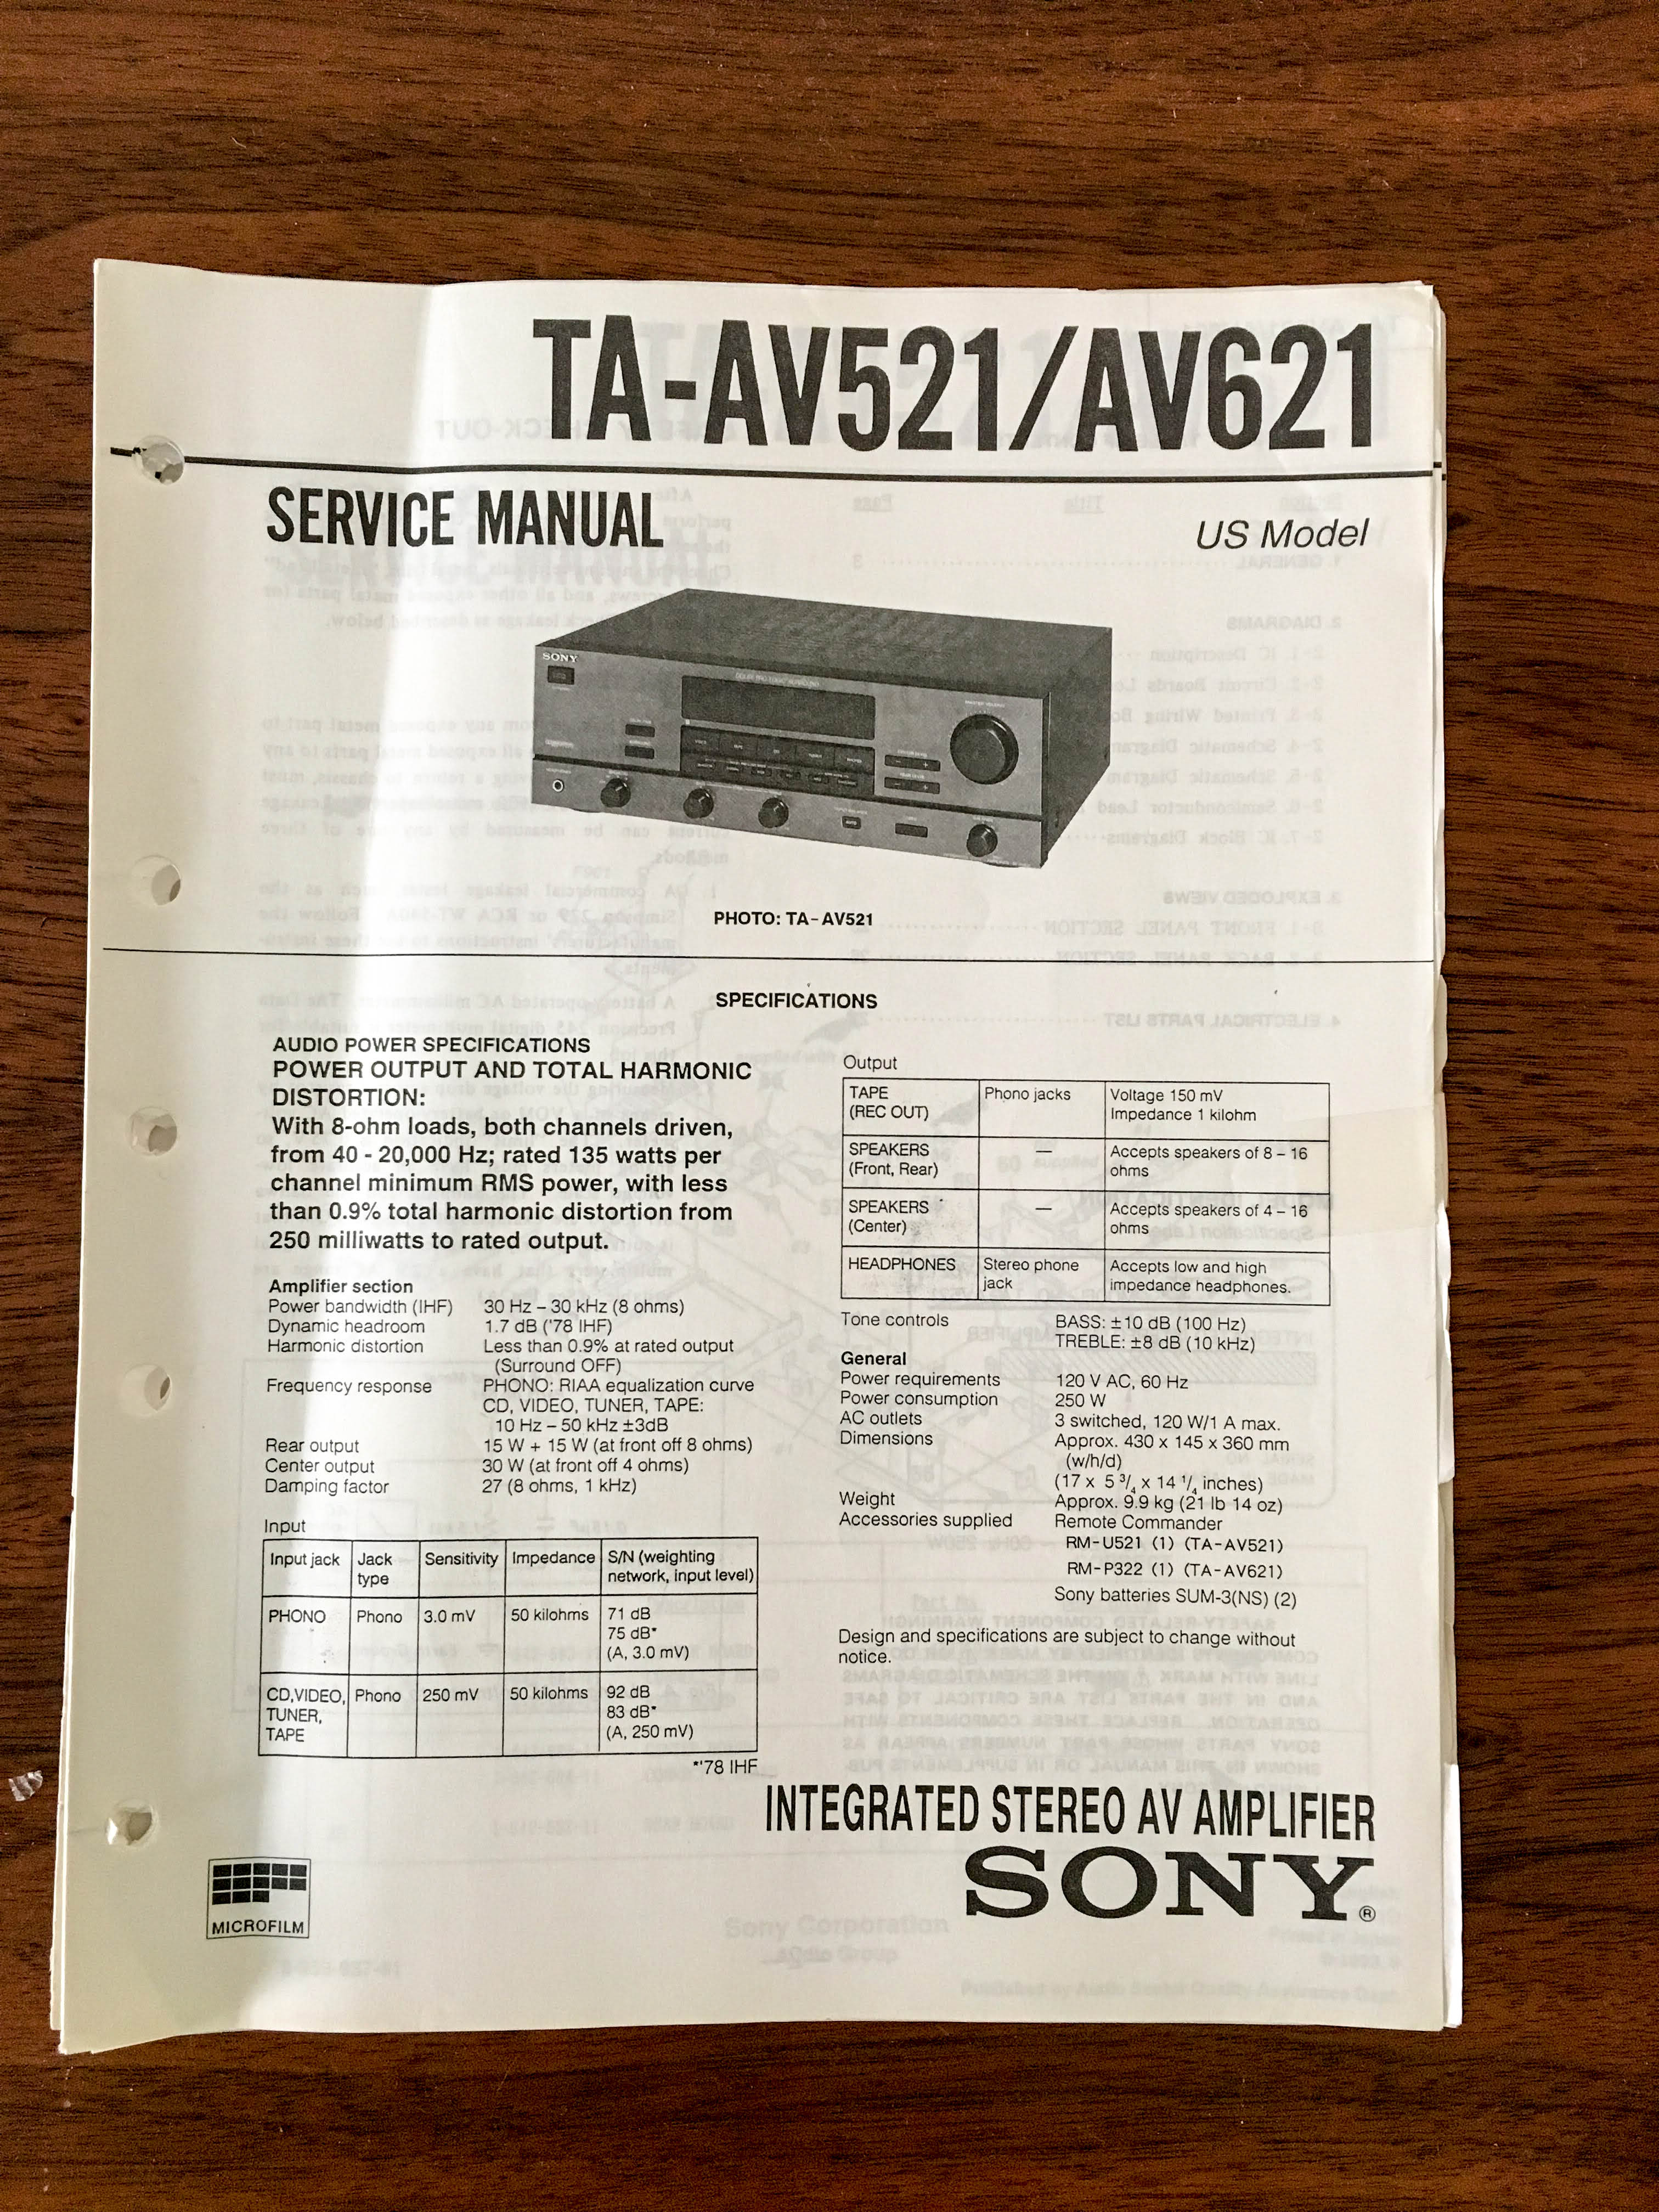 TA-AV521/AV621
SERVICE MANUAL
US Model
SONY
PHOTO: TA-AV521
SPECIFICATIONS
AUDIO POWER SPECIFICATIONS
POWER OUTPUT AND TOTAL HARMONIC
DISTORTION:
With 8-ohm loads, both channels driven,
from 40 - 20,000 Hz; rated 135 watts per
channel minimum RMS power, with less
than 0.9% total harmonic distortion from
250 milliwatts to rated output.
Amplifier section
Power bandwidth (IHF) 30 Hz – 30 kHz (8 ohms)
Dynamic headroom 1.7 dB ('78 IHF)
Harmonic distortion Less than 0.9% at rated output
(Surround OFF)
Frequency response PHONO: RIAA equalization curve
CD, VIDEO, TUNER, TAPE:
10 Hz – 50 kHz ±3dB
Rear output 15 W + 15 W (at front off 8 ohms)
Center output 30 W (at front off 4 ohms)
Damping factor 27 (8 ohms, 1 kHz)
Input
Input jack Jack Sensitivity Impedance S/N (weighting
type network, input level)
PHONO Phono 3.0 mV 50 kilohms 71 dB
75 dB*
(A, 3.0 mV)
CD,VIDEO, Phono 250 mV 50 kilohms 92 dB
TUNER, 83 dB*
TAPE (A, 250 mV)
*'78 IHF
Output
TAPE Phono jacks Voltage 150 mV
(REC OUT) Impedance 1 kilohm
SPEAKERS — Accepts speakers of 8 – 16
(Front, Rear) ohms
SPEAKERS — Accepts speakers of 4 – 16
(Center) ohms
HEADPHONES Stereo phone Accepts low and high
jack impedance headphones.
Tone controls BASS: ±10 dB (100 Hz)
TREBLE: ±8 dB (10 kHz)
General
Power requirements 120 V AC, 60 Hz
Power consumption 250 W
AC outlets 3 switched, 120 W/1 A max.
Dimensions Approx. 430 x 145 x 360 mm
(w/h/d)
(17 x 5 3/4 x 14 1/4 inches)
Weight Approx. 9.9 kg (21 lb 14 oz)
Accessories supplied Remote Commander
RM-U521 (1) (TA-AV521)
RM-P322 (1) (TA-AV621)
Sony batteries SUM-3(NS) (2)
Design and specifications are subject to change without
notice.
INTEGRATED STEREO AV AMPLIFIER
SONY®
MICROFILM